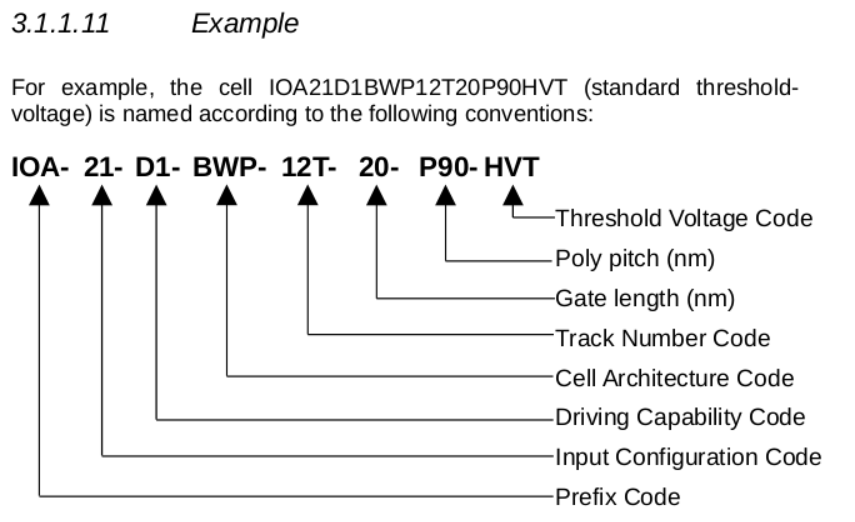 3.1.1.11 Example
For example, the cell IOA21D1BWP12T20P90HVT (standard threshold-
voltage) is named according to the following conventions:
IOA- 21- D1- BWP- 12T- 20- P90- HVT
Threshold Voltage Code
Poly pitch (nm)
Gate length (nm)
Track Number Code
Cell Architecture Code
Driving Capability Code
Input Configuration Code
Prefix Code